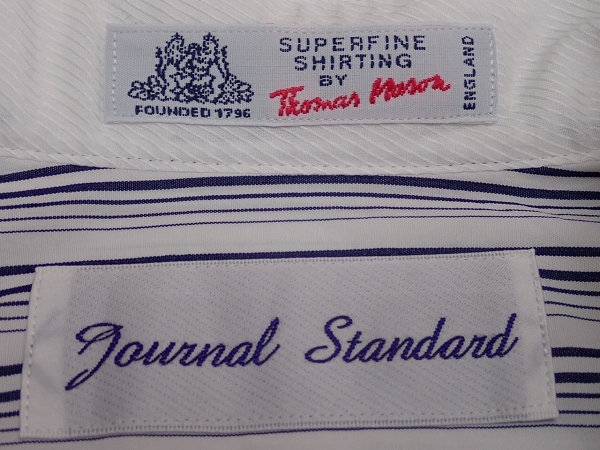 SUPERFINE
SHIRTING
BY
Thomas Mason
ENGLAND
FOUNDED 1796
Journal Standard